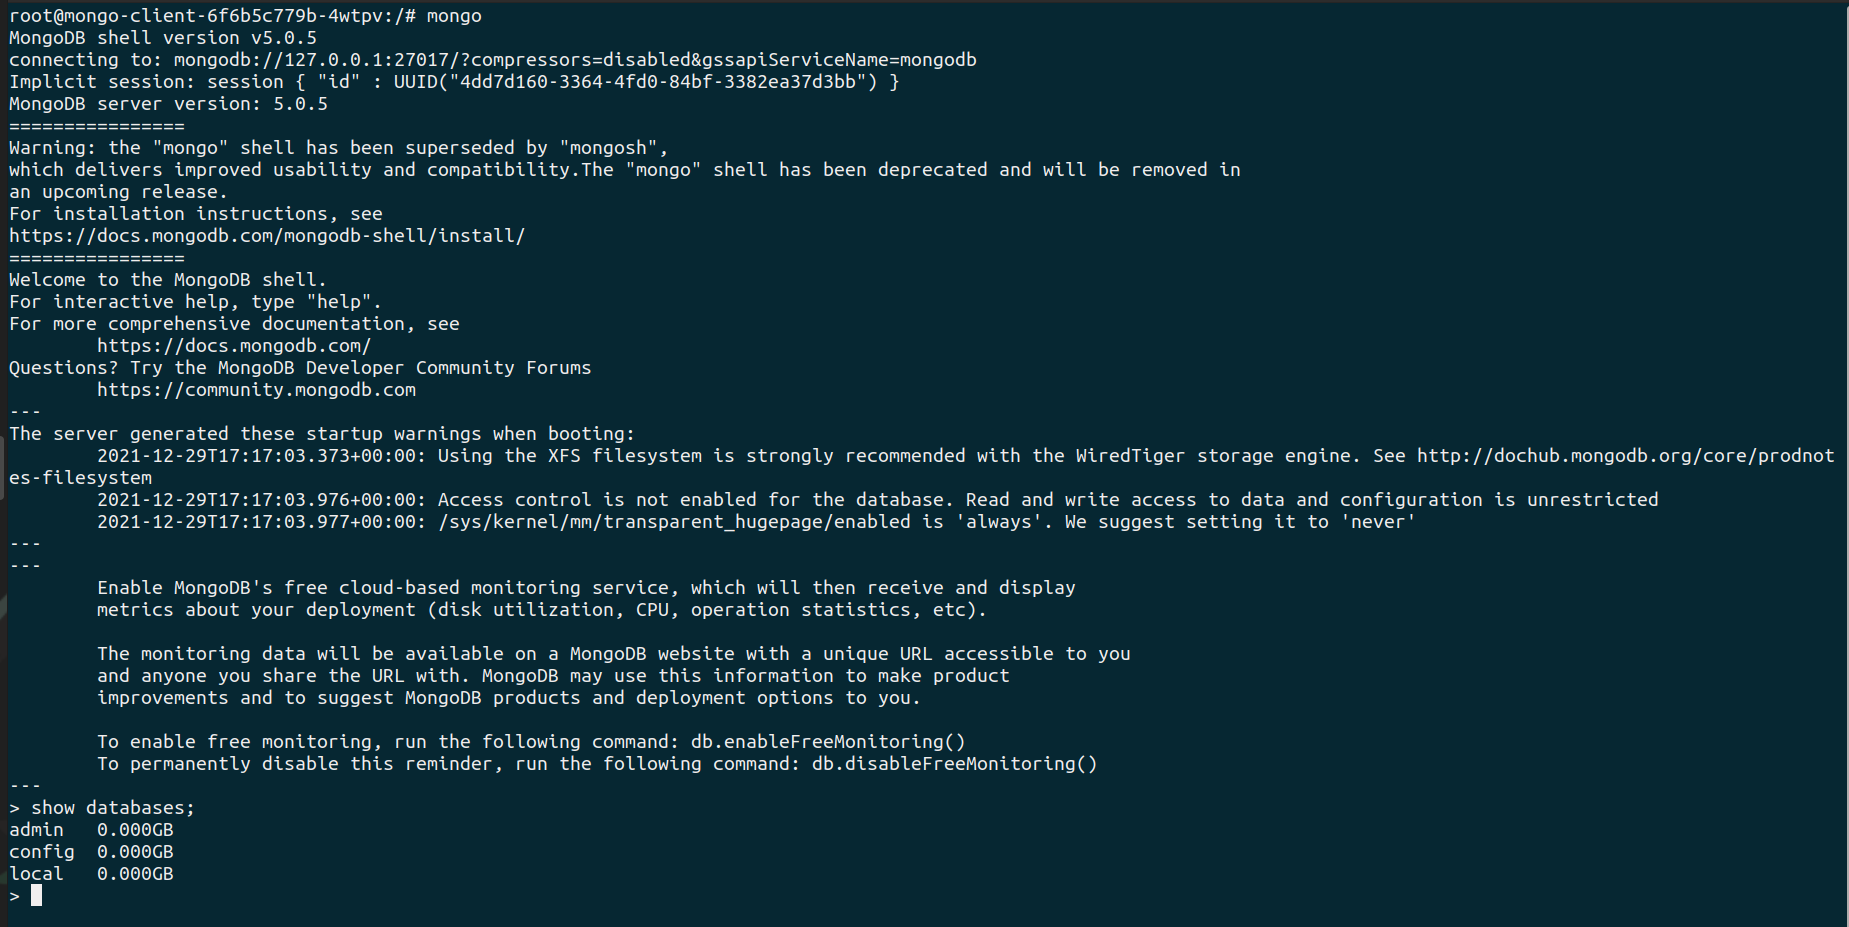 root@mongo-client-6f6b5c779b-4wtpv:/# mongo
MongoDB shell version v5.0.5
connecting to: mongodb://127.0.0.1:27017/?compressors=disabled&gssapiServiceName=mongodb
Implicit session: session { "id" : UUID("4dd7d160-3364-4fd0-84bf-3382ea37d3bb") }
MongoDB server version: 5.0.5
================
Warning: the "mongo" shell has been superseded by "mongosh",
which delivers improved usability and compatibility.The "mongo" shell has been deprecated and will be removed in
an upcoming release.
For installation instructions, see
https://docs.mongodb.com/mongodb-shell/install/
================
Welcome to the MongoDB shell.
For interactive help, type "help".
For more comprehensive documentation, see
        https://docs.mongodb.com/
Questions? Try the MongoDB Developer Community Forums
        https://community.mongodb.com
---
The server generated these startup warnings when booting:
        2021-12-29T17:17:03.373+00:00: Using the XFS filesystem is strongly recommended with the WiredTiger storage engine. See http://dochub.mongodb.org/core/prodnot
es-filesystem
        2021-12-29T17:17:03.976+00:00: Access control is not enabled for the database. Read and write access to data and configuration is unrestricted
        2021-12-29T17:17:03.977+00:00: /sys/kernel/mm/transparent_hugepage/enabled is 'always'. We suggest setting it to 'never'
---
---
        Enable MongoDB's free cloud-based monitoring service, which will then receive and display
        metrics about your deployment (disk utilization, CPU, operation statistics, etc).

        The monitoring data will be available on a MongoDB website with a unique URL accessible to you
        and anyone you share the URL with. MongoDB may use this information to make product
        improvements and to suggest MongoDB products and deployment options to you.

        To enable free monitoring, run the following command: db.enableFreeMonitoring()
        To permanently disable this reminder, run the following command: db.disableFreeMonitoring()
---
> show databases;
admin   0.000GB
config  0.000GB
local   0.000GB
>